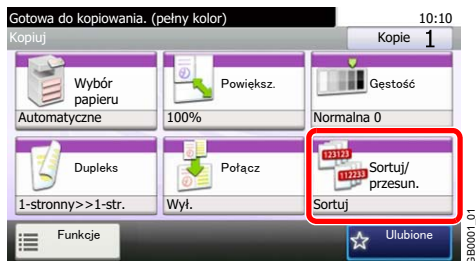 Gotowa do kopiowania. (pełny kolor) 10:10
Kopiuj Kopie 1
Wybór
papieru
Automatyczne
Powiększ.
100%
Gęstość
Normalna 0
Dupleks
1-stronny>>1-str.
Połącz
Wył.
123123
112233
Sortuj/
przesun.
Sortuj
Funkcje
Ulubione
GB0001_01